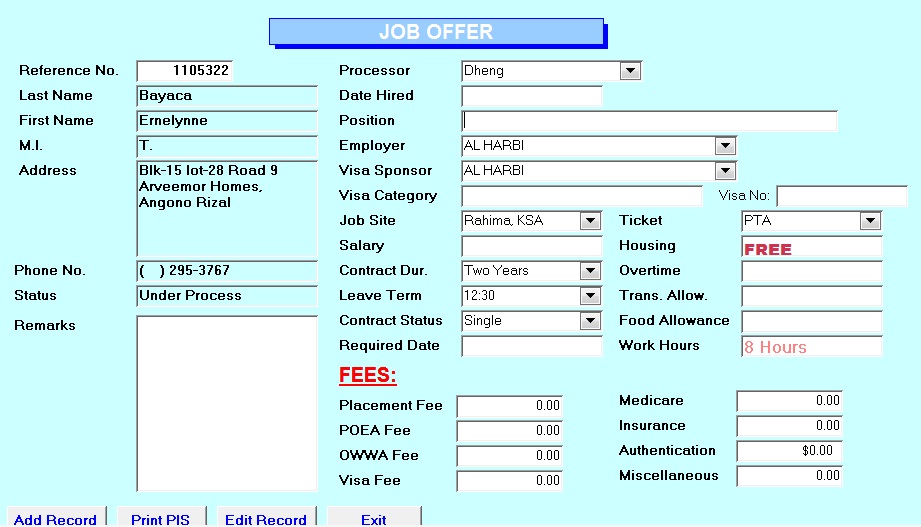 JOB OFFER
Reference No. 1105322 Processor Dheng
Last Name Bayaca Date Hired
First Name Ernelynne Position
M.I. T. Employer AL HARBI
Address Blk-15 lot-28 Road 9 Visa Sponsor AL HARBI
Arveemor Homes,
Angono Rizal Visa Category Visa No:
Job Site Rahima, KSA Ticket PTA
Salary Housing FREE
Phone No. ( ) 295-3767 Contract Dur. Two Years Overtime
Status Under Process Leave Term 12:30 Trans. Allow.
Remarks Contract Status Single Food Allowance
Required Date Work Hours 8 Hours
FEES:
Placement Fee 0.00 Medicare 0.00
POEA Fee 0.00 Insurance 0.00
OWWA Fee 0.00 Authentication $0.00
Visa Fee 0.00 Miscellaneous 0.00
Add Record Print PIS Edit Record Exit